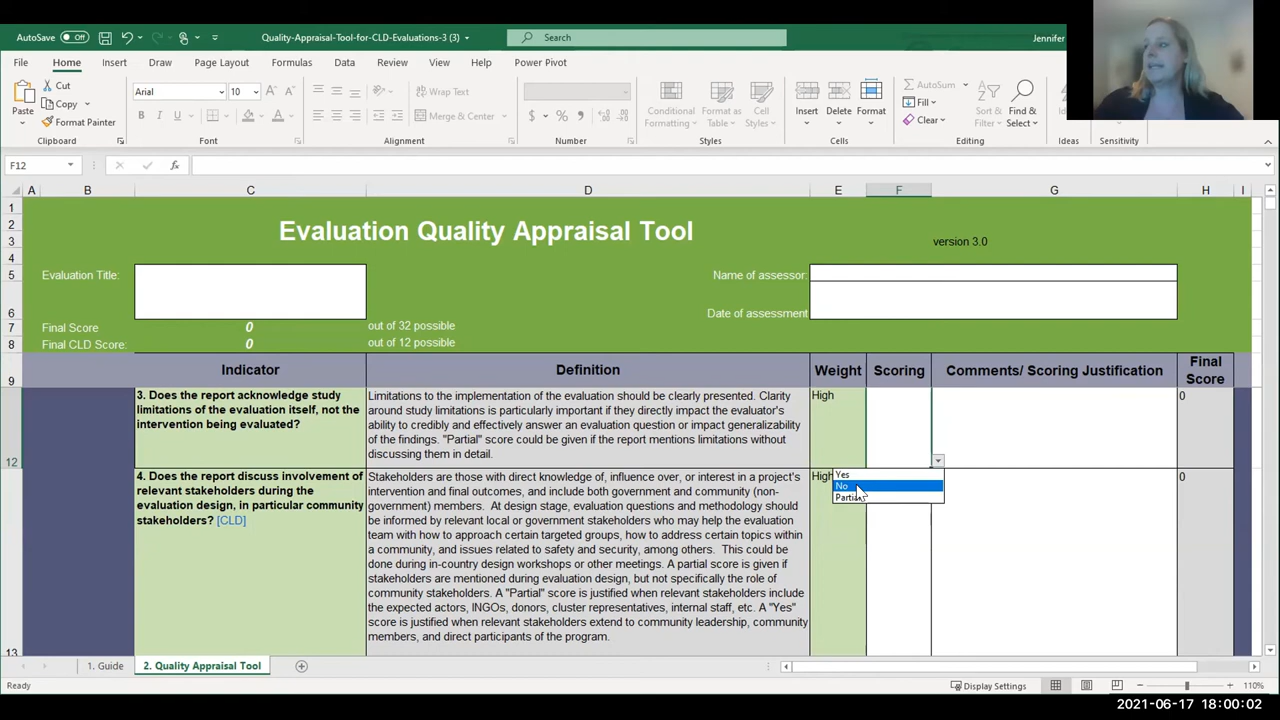 AutoSave Off Quality-Appraisal-Tool-for-CLD-Evaluations-3 (3) Search Jennifer
File Home Insert Draw Page Layout Formulas Data Review View Help Power Pivot
Cut
Copy
Format Painter
Paste
Arial 10
Wrap Text
Merge & Center
Conditional Formatting
Format as Table
Cell Styles
Insert Delete Format
AutoSum
Fill
Clear
Sort & Filter
Find & Select
Clipboard Font Alignment Number Styles Cells Editing Ideas Sensitivity
F12
A B C D E F G H I
1
2
3
4
5
6
7
8
9
12
13
Evaluation Quality Appraisal Tool
version 3.0
Evaluation Title:
Name of assessor:
Date of assessment
Final Score 0 out of 32 possible
Final CLD Score: 0 out of 12 possible
Indicator Definition Weight Scoring Comments/ Scoring Justification Final Score
3. Does the report acknowledge study
limitations of the evaluation itself, not the
intervention being evaluated?
Limitations to the implementation of the evaluation should be clearly presented. Clarity
around study limitations is particularly important if they directly impact the evaluator's
ability to credibly and effectively answer an evaluation question or impact generalizability
of the findings. "Partial" score could be given if the report mentions limitations without
discussing them in detail.
High
0
Yes
No
Partial
4. Does the report discuss involvement of
relevant stakeholders during the
evaluation design, in particular community
stakeholders? [CLD]
Stakeholders are those with direct knowledge of, influence over, or interest in a project's
intervention and final outcomes, and include both government and community (non-
government) members. At design stage, evaluation questions and methodology should
be informed by relevant local or government stakeholders who may help the evaluation
team with how to approach certain targeted groups, how to address certain topics within
a community, and issues related to safety and security, among others. This could be
done during in-country design workshops or other meetings. A partial score is given if
stakeholders are mentioned during evaluation design, but not specifically the role of
community stakeholders. A "Partial" score is justified when relevant stakeholders include
the expected actors, INGOs, donors, cluster representatives, internal staff, etc. A "Yes"
score is justified when relevant stakeholders extend to community leadership, community
members, and direct participants of the program.
High
0
1. Guide 2. Quality Appraisal Tool
Ready Display Settings 110%
2021-06-17 18:00:02